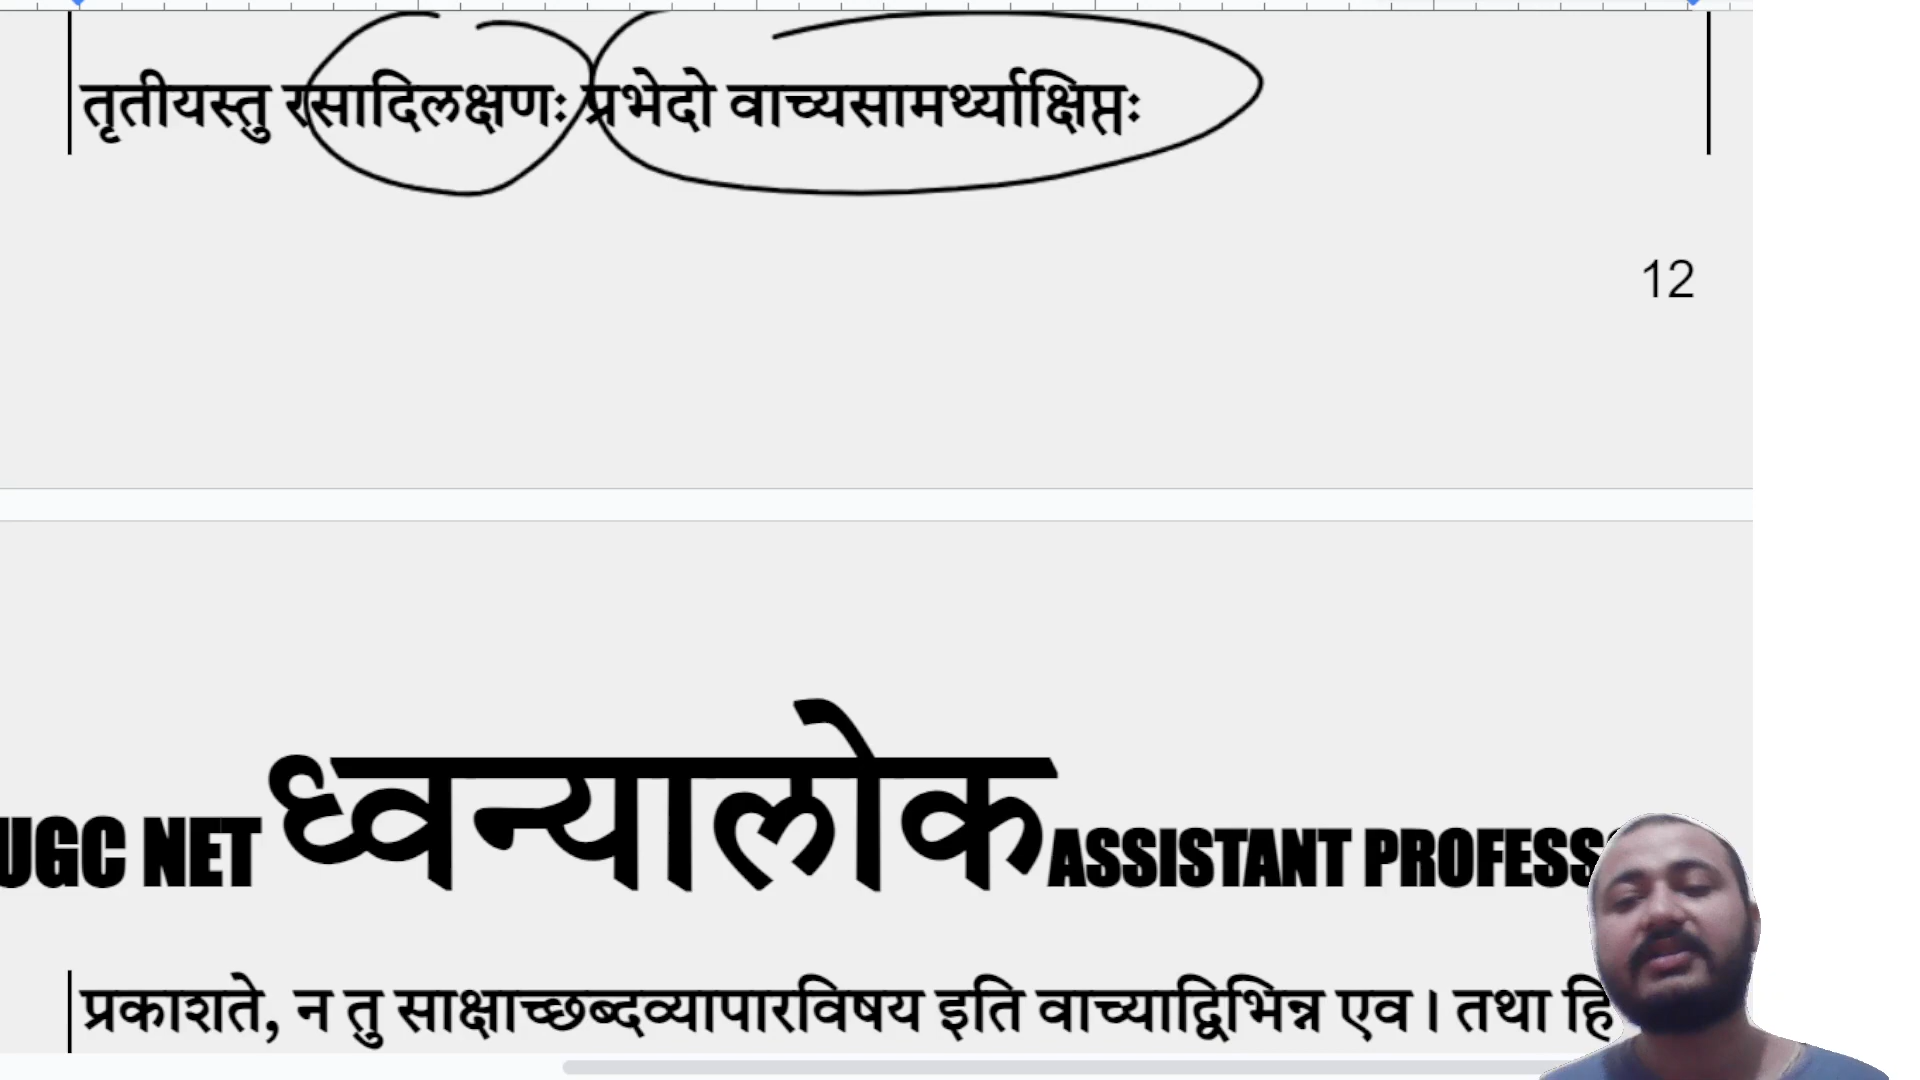 तृतीयस्तु रसादिलक्षणः प्रभेदो वाच्यसामर्थ्याक्षिप्तः
12
UGC NET ध्वन्यालोक ASSISTANT
प्रकाशते, न तु साक्षाच्छब्दव्यापारविषय इति वाच्याद्विभिन्न एव । तथा हि